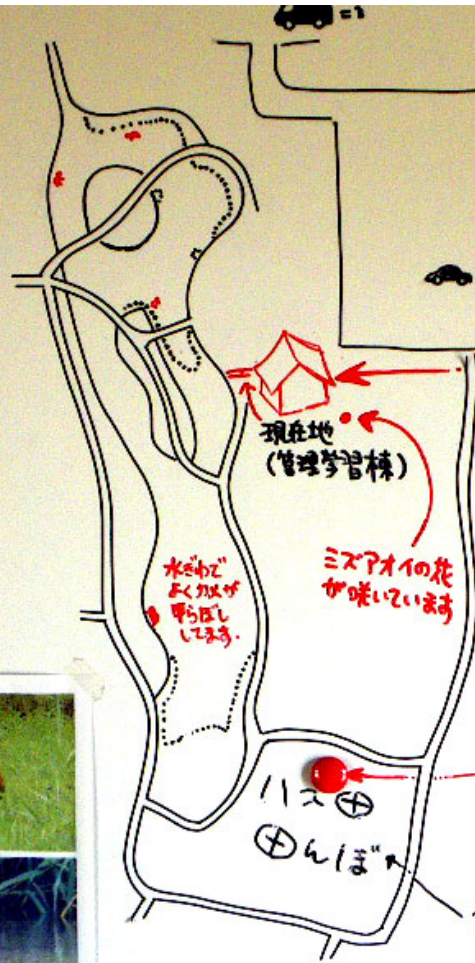 現在地
(管理学習棟)
ミズアオイの花
が咲いています
水ぎわで
よくカメが
甲らぼし
してます.
ハス田
田んぼ